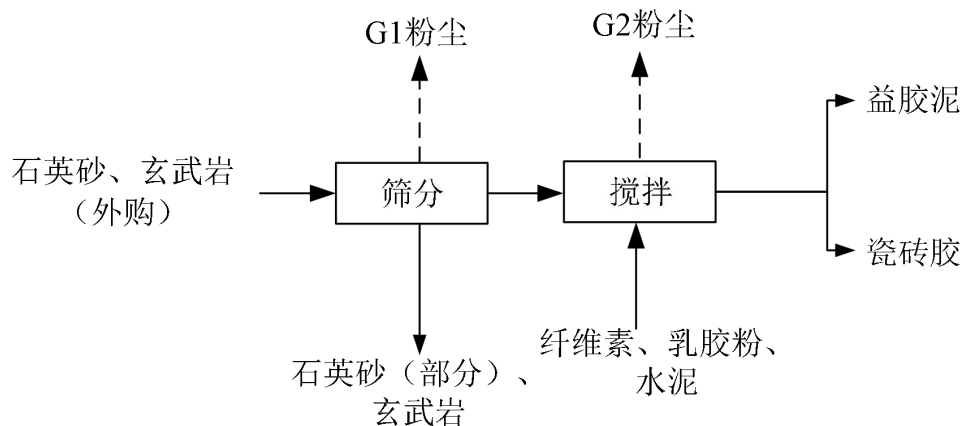 G1粉尘
G2粉尘
益胶泥
石英砂、玄武岩
（外购）
筛分
搅拌
瓷砖胶
纤维素、乳胶粉、
水泥
石英砂（部分）、
玄武岩